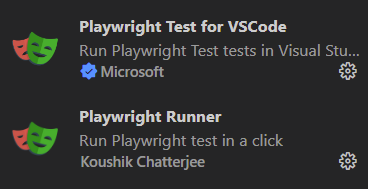 Playwright Test for VSCode
Run Playwright Test tests in Visual Stu...
Microsoft
Playwright Runner
Run Playwright test in a click
Koushik Chatterjee